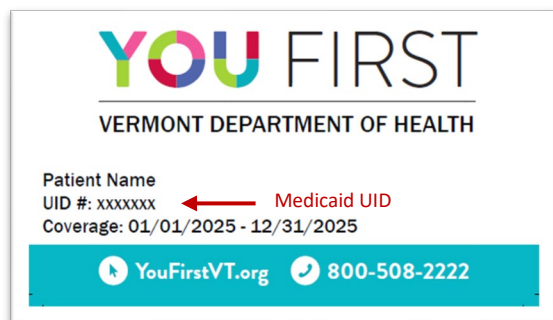 YOU FIRST
VERMONT DEPARTMENT OF HEALTH
Patient Name
UID #: xxxxxxx Medicaid UID
Coverage: 01/01/2025 - 12/31/2025
YouFirstVT.org 800-508-2222